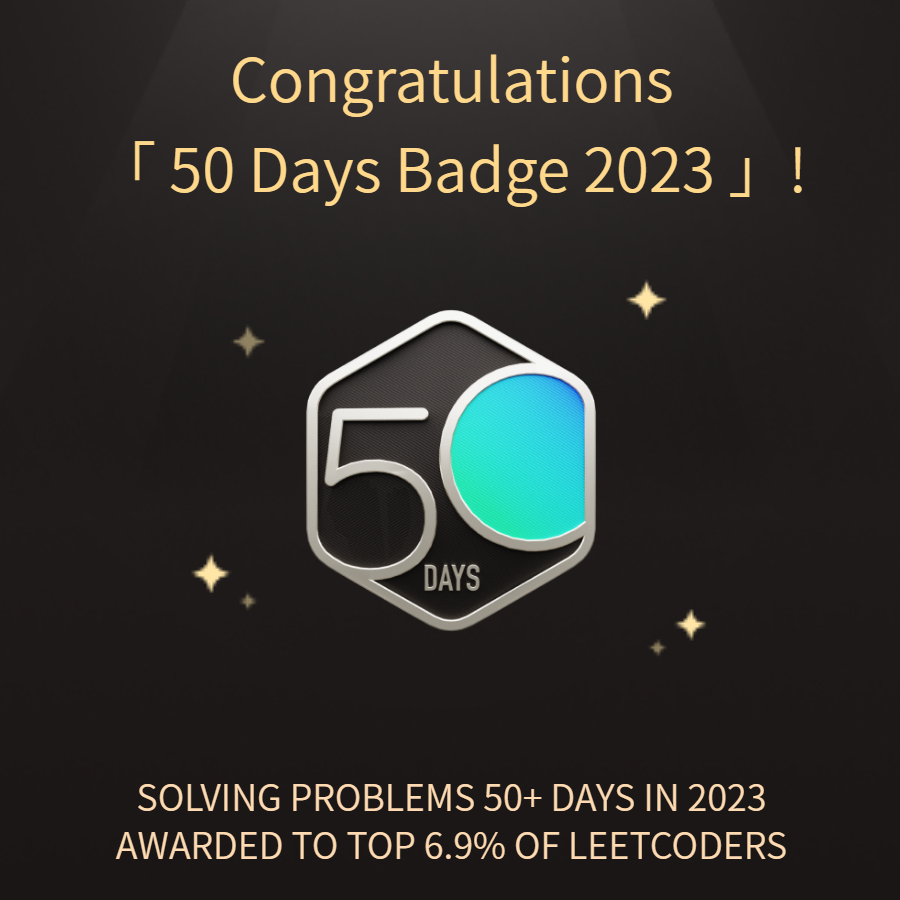 Congratulations
「 50 Days Badge 2023 」!
50
DAYS
SOLVING PROBLEMS 50+ DAYS IN 2023
AWARDED TO TOP 6.9% OF LEETCODERS